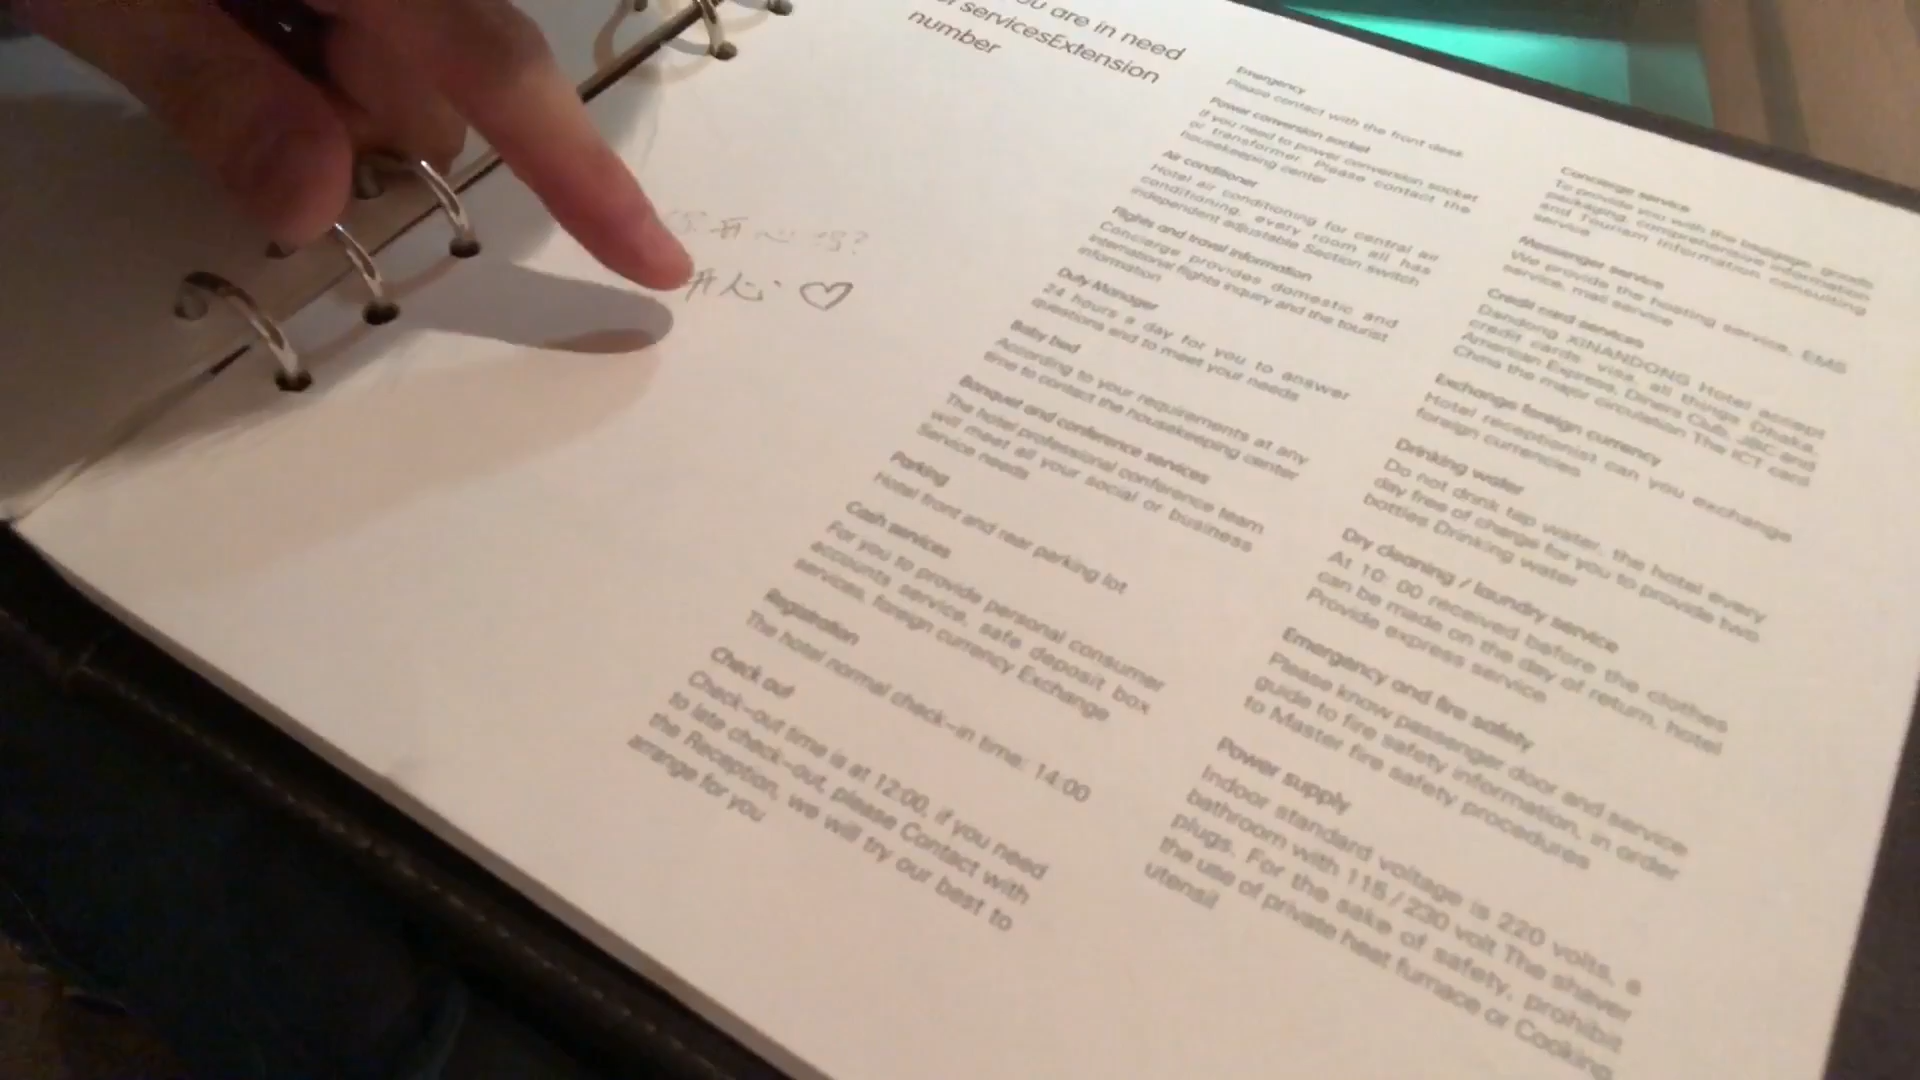 ou are in need
of servicesExtension
number
你开心吗?
开心 ♡
Emergency
Please contact with the front desk
Power conversion socket
If you need to power conversion socket
or transformer. Please contact the
housekeeping center
Air conditioner
Hotel air conditioning for central air
conditioning, every room all has
independent adjustable Section switch
Flights and travel information
Concierge provides domestic and
international flights inquiry and the tourist
information
Duty Manager
24 hours a day for you to answer
questions and to meet your needs
Baby bed
According to your requirements at any
time to contact the housekeeping center
Banquet and conference services
The hotel professional conference team
will meet all your social or business
Service needs
Parking
Hotel front and rear parking lot
Cash services
For you to provide personal consumer
accounts service, safe deposit box
services, foreign currency Exchange
Registration
The hotel normal check-in time: 14:00
Check out
Check-out time is at 12:00, if you need
to late check-out, please Contact with
the Reception, we will try our best to
arrange for you
Concierge service
To provide you with the baggage, goods
packaging, comprehensive information
and Tourism information consulting
service
Messenger service
We provide the hosting service, EMS
service, mail service
Credit card services
Dandong XINANDONG Hotel accept
credit cards: visa, all things Dhaka,
American Express, Diners Club, JBC and
China the major circulation The ICT card
Exchange foreign currency
Hotel receptionist can you exchange
foreign currencies
Drinking water
Do not drink tap water, the hotel every
day free of charge for you to provide two
bottles Drinking water
Dry cleaning / laundry service
At 10: 00 received before the clothes
can be made on the day of return, hotel
Provide express service
Emergency and fire safety
Please know passenger door and service
guide to fire safety information, in order
to Master fire safety procedures
Power supply
Indoor standard voltage is 220 volts, a
bathroom with 115/230 volt The shaver
plugs. For the sake of safety, prohibit
the use of private heat furnace or Cooking
utensil